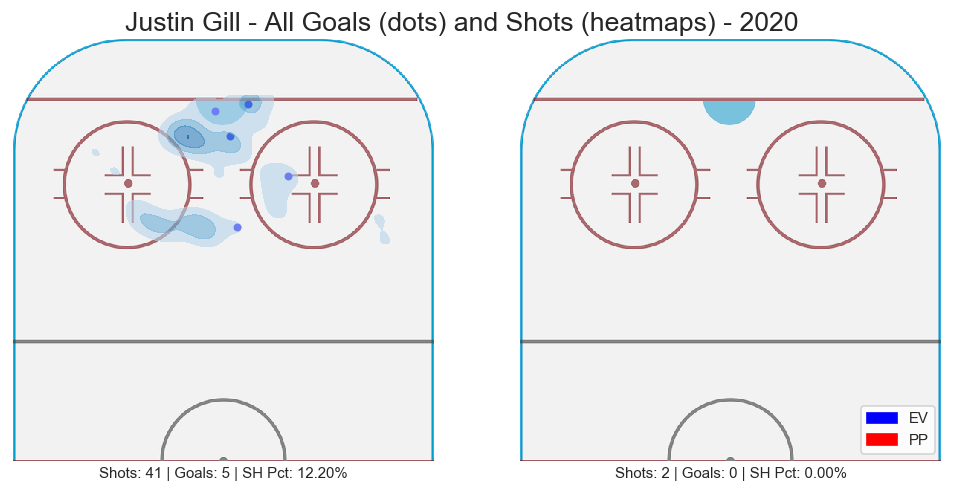 Justin Gill - All Goals (dots) and Shots (heatmaps) - 2020
EV
PP
Shots: 41 | Goals: 5 | SH Pct: 12.20%
Shots: 2 | Goals: 0 | SH Pct: 0.00%